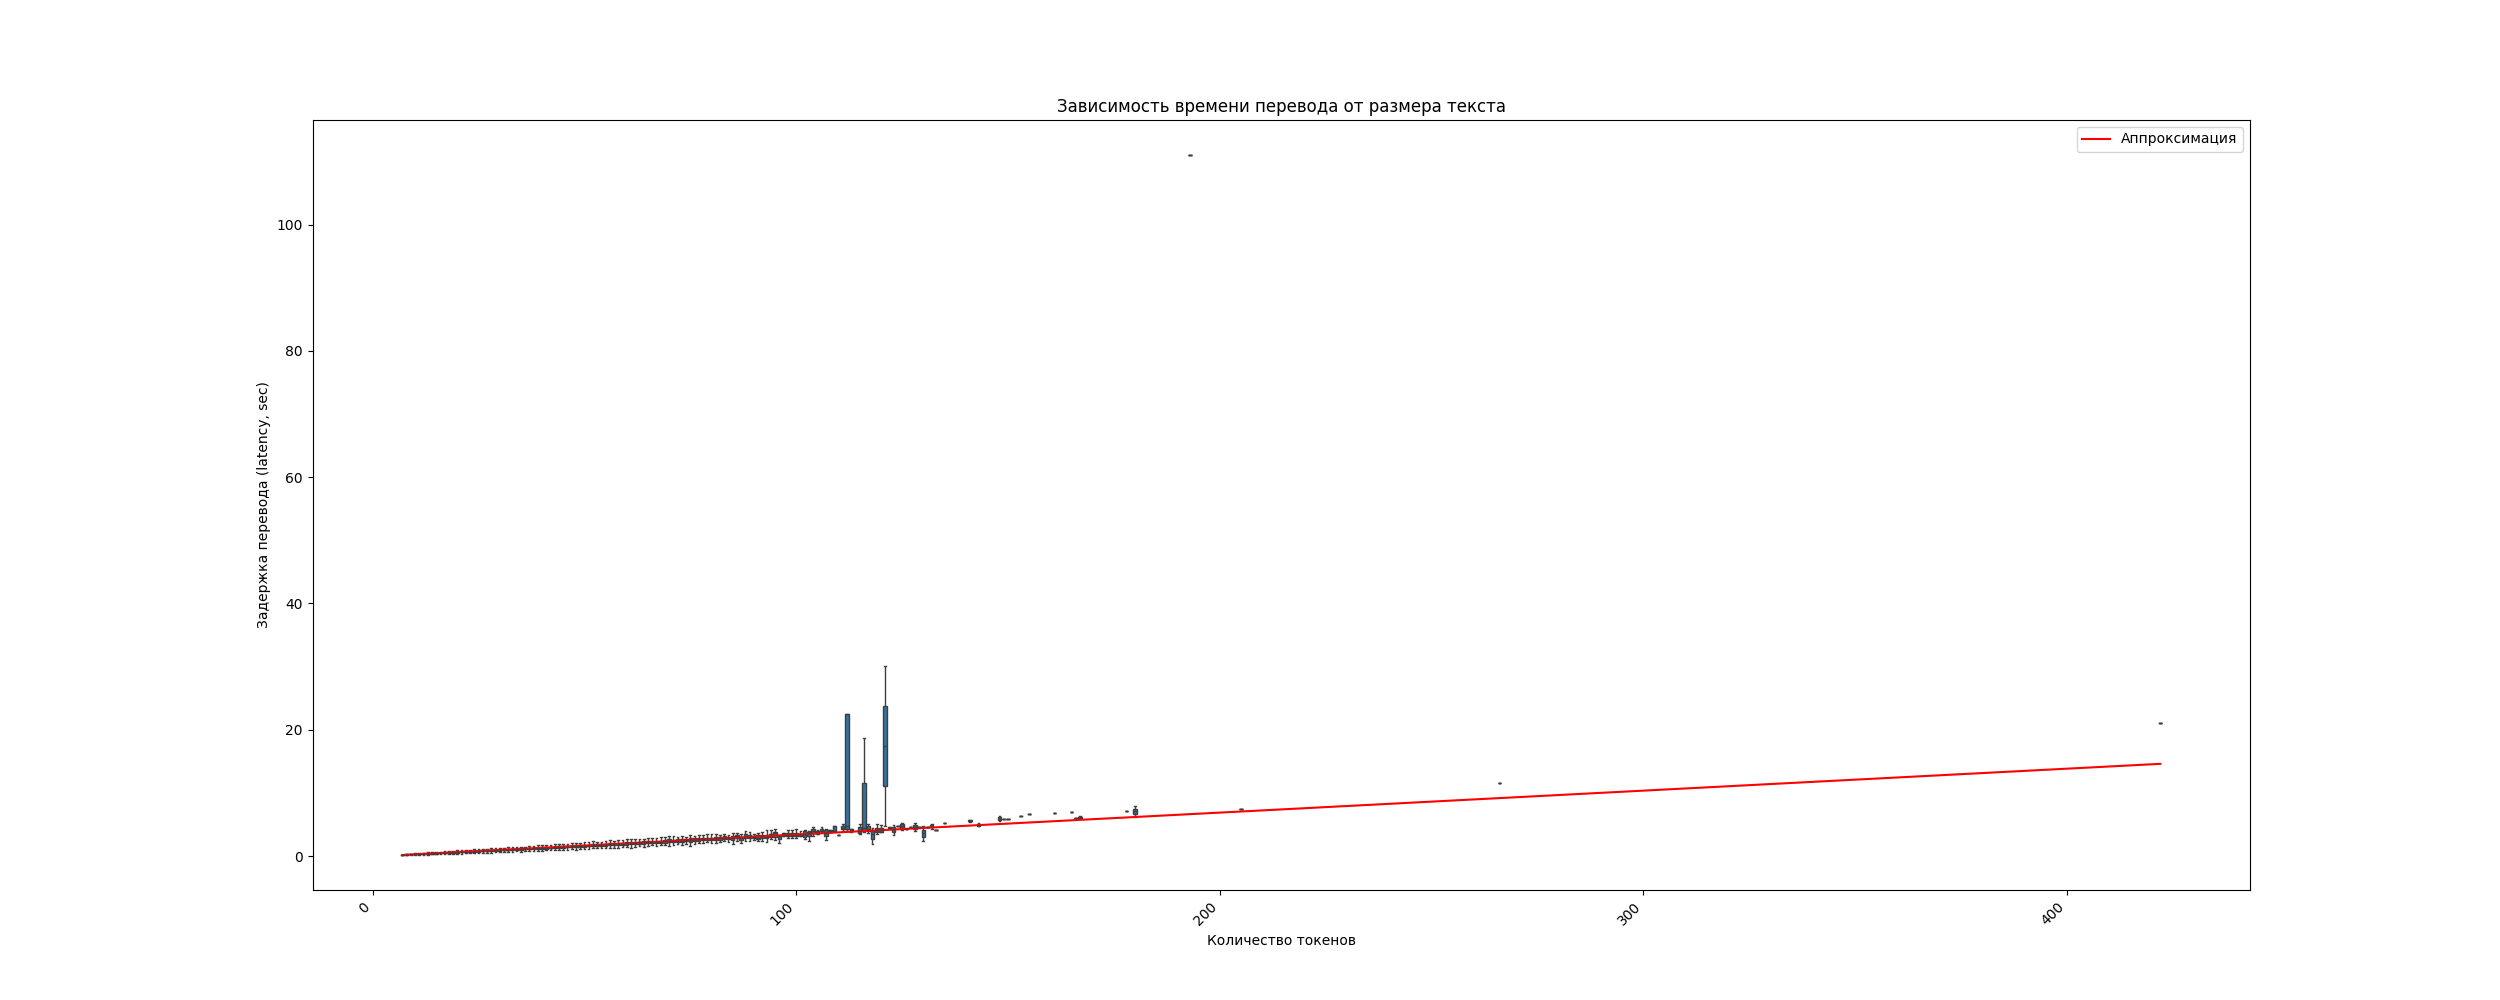 Зависимость времени перевода от размера текста
Аппроксимация
Задержка перевода (latency, sec)
100
80
60
40
20
0
0
100
200
300
400
Количество токенов